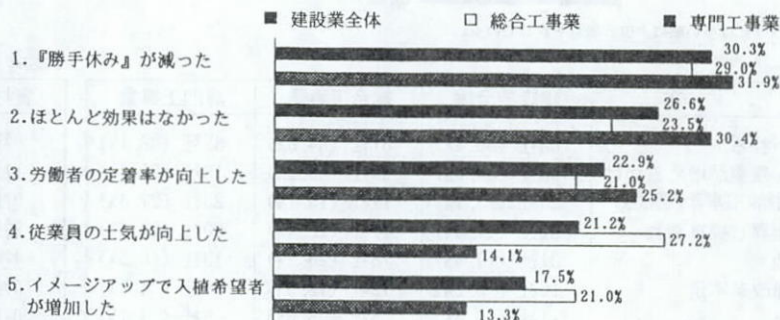 ■ 建設業全体 □ 総合工事業 ■ 専門工事業
1.『勝手休み』が減った
30.3%
29.0%
31.9%
2.ほとんど効果はなかった
26.6%
23.5%
30.4%
3.労働者の定着率が向上した
22.9%
21.0%
25.2%
4.従業員の士気が向上した
21.2%
27.2%
14.1%
5.イメージアップで入植希望者
が増加した
17.5%
21.0%
13.3%